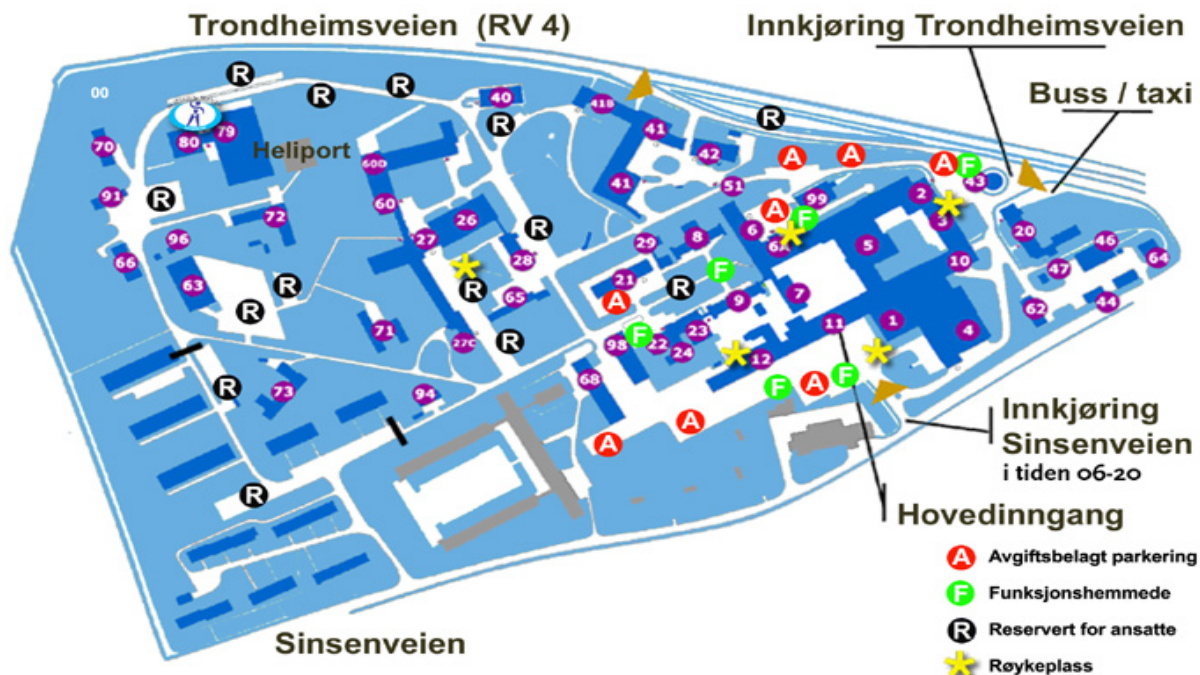 Trondheimsveien (RV 4)
Innkjøring Trondheimsveien
Buss / taxi
00
R
R
R
40
41B
R
41
42
A
A
A
F
43
80
79
70
Heliport
60D
R
41
51
99
2
91
R
72
60
26
R
A
F
6
3
20
46
96
27
29
8
6A
5
10
47
64
66
63
R
28
21
F
R
R
65
A
R
9
7
62
44
71
27C
R
98
F
22
23
24
11
1
4
12
73
R
94
68
F
A
F
A
A
R
Innkjøring
Sinsenveien
i tiden 06-20
Hovedinngang
A Avgiftsbelagt parkering
F Funksjonshemmede
R Reservert for ansatte
Røykeplass
Sinsenveien